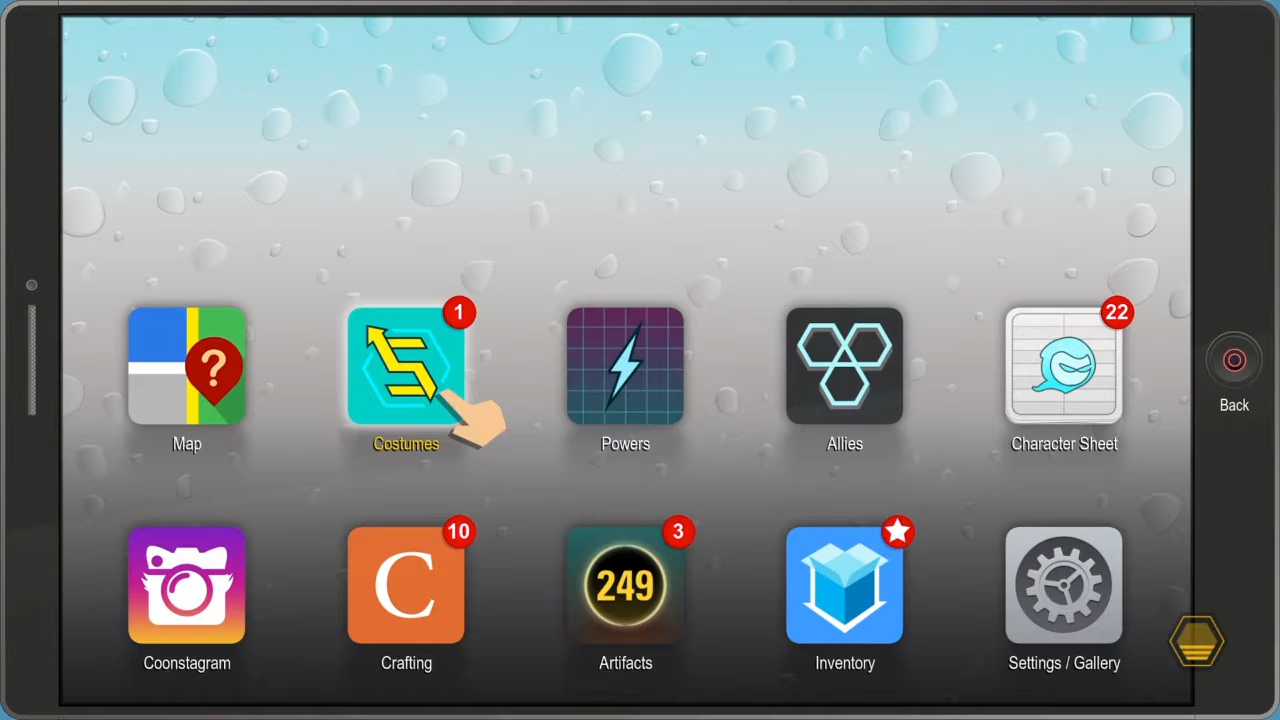 1
22
?
Map
Costumes
Powers
Allies
Character Sheet
Back
10
3
C
249
Coonstagram
Crafting
Artifacts
Inventory
Settings / Gallery